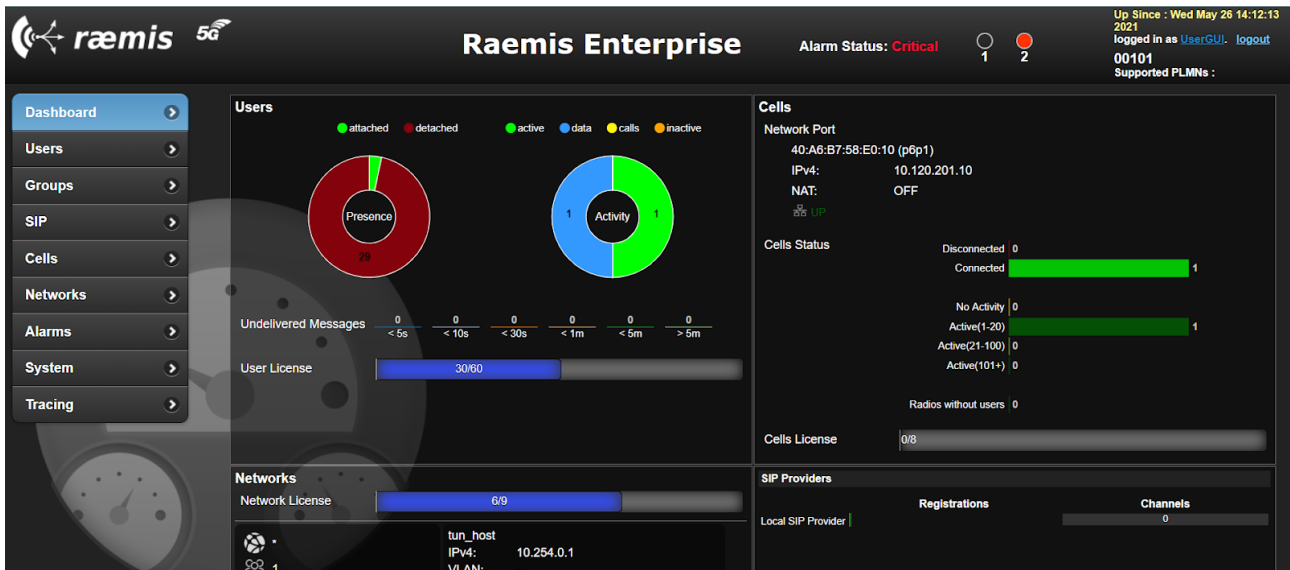 ræmis 5G
Raemis Enterprise
Alarm Status: Critical
1 2
Up Since : Wed May 26 14:12:13
2021
logged in as UserGUI. logout
00101
Supported PLMNs :
Dashboard
Users
Groups
SIP
Cells
Networks
Alarms
System
Tracing
Users
attached detached active data calls inactive
Presence
29
1 Activity 1
Undelivered Messages
0 0 0 0 0 0
< 5s < 10s < 30s < 1m < 5m > 5m
User License 30/60
Cells
Network Port
40:A6:B7:58:E0:10 (p6p1)
IPv4: 10.120.201.10
NAT: OFF
UP
Cells Status
Disconnected 0
Connected 1
No Activity 0
Active(1-20) 1
Active(21-100) 0
Active(101+) 0
Radios without users 0
Cells License 0/8
Networks
Network License 6/9
*
1
tun_host
IPv4: 10.254.0.1
VLAN:
SIP Providers
Registrations Channels
Local SIP Provider 0